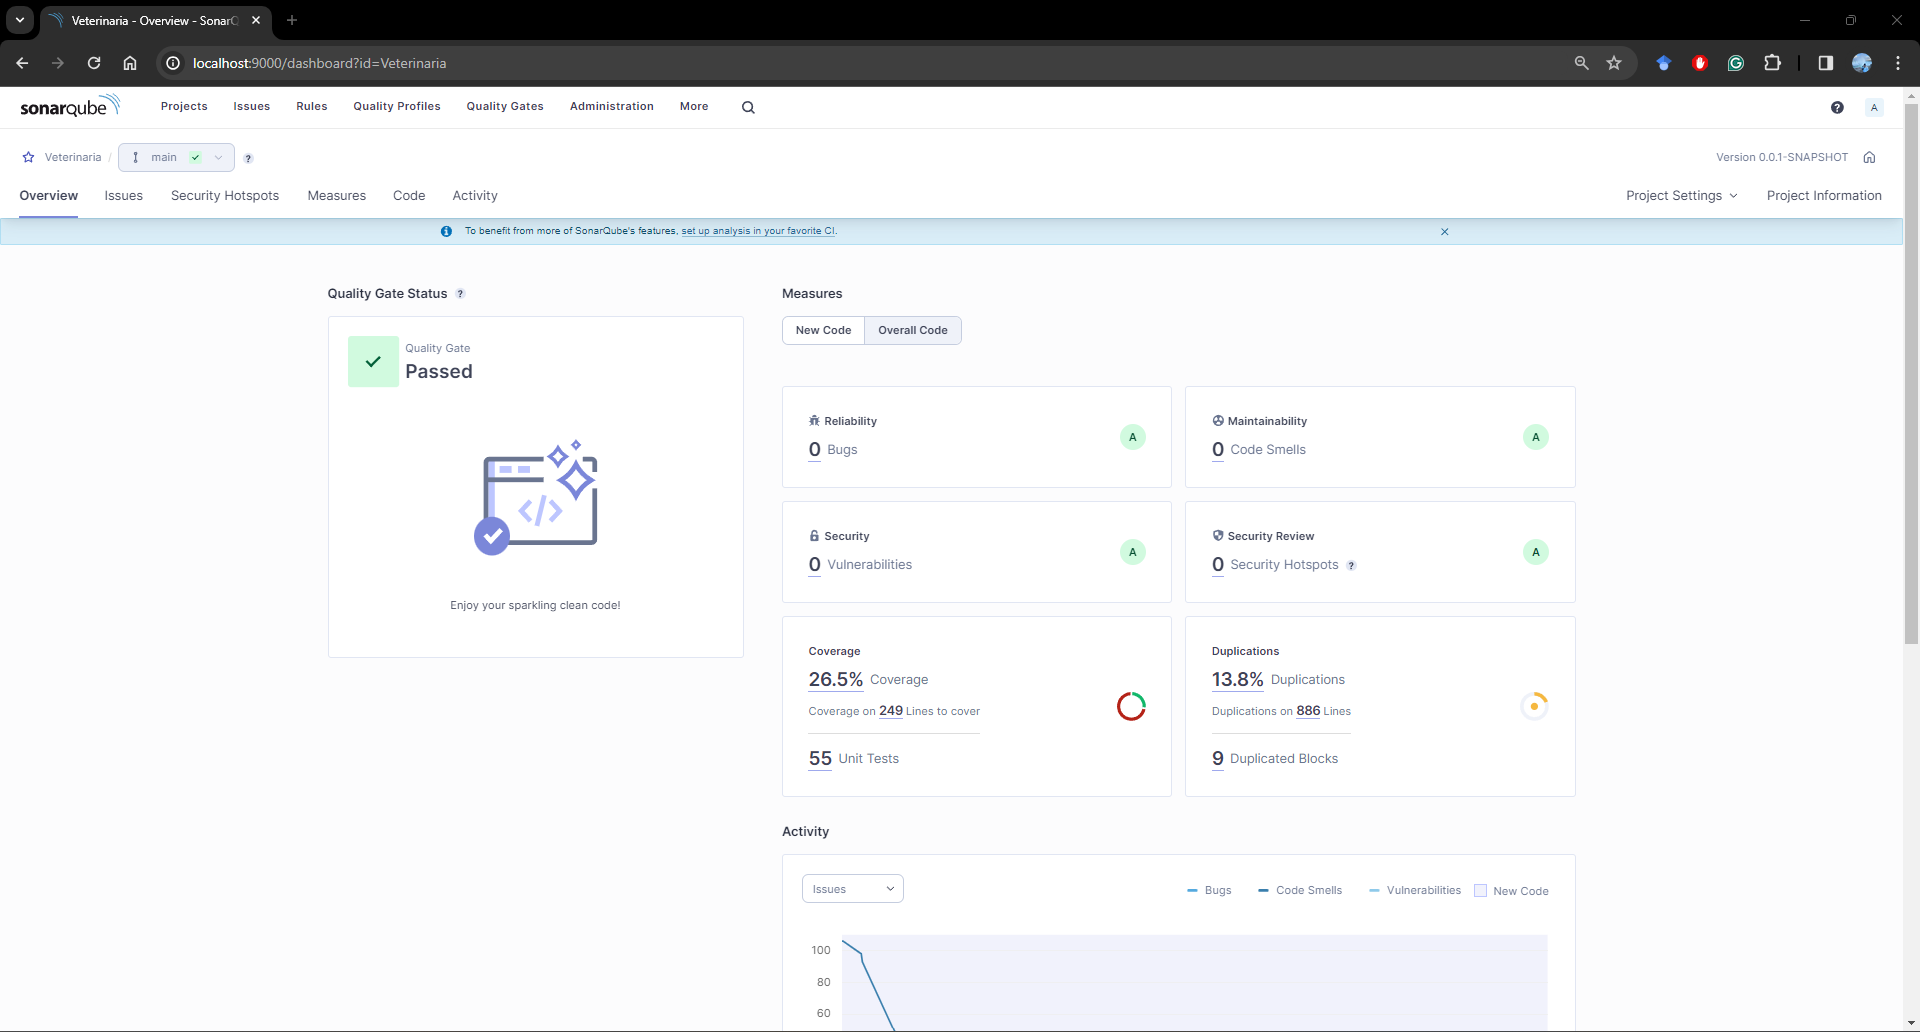 Veterinaria - Overview - SonarQ
localhost:9000/dashboard?id=Veterinaria
sonarqube Projects Issues Rules Quality Profiles Quality Gates Administration More ? A
Veterinaria / main ? Version 0.0.1-SNAPSHOT
Overview Issues Security Hotspots Measures Code Activity Project Settings Project Information
To benefit from more of SonarQube's features, set up analysis in your favorite CI.
Quality Gate Status ?
Quality Gate
Passed
</>
Enjoy your sparkling clean code!
Measures
New Code Overall Code
Reliability
0 Bugs A
Maintainability
0 Code Smells A
Security
0 Vulnerabilities A
Security Review
0 Security Hotspots ? A
Coverage
26.5% Coverage
Coverage on 249 Lines to cover
55 Unit Tests
Duplications
13.8% Duplications
Duplications on 886 Lines
9 Duplicated Blocks
Activity
Issues Bugs Code Smells Vulnerabilities New Code
100
80
60